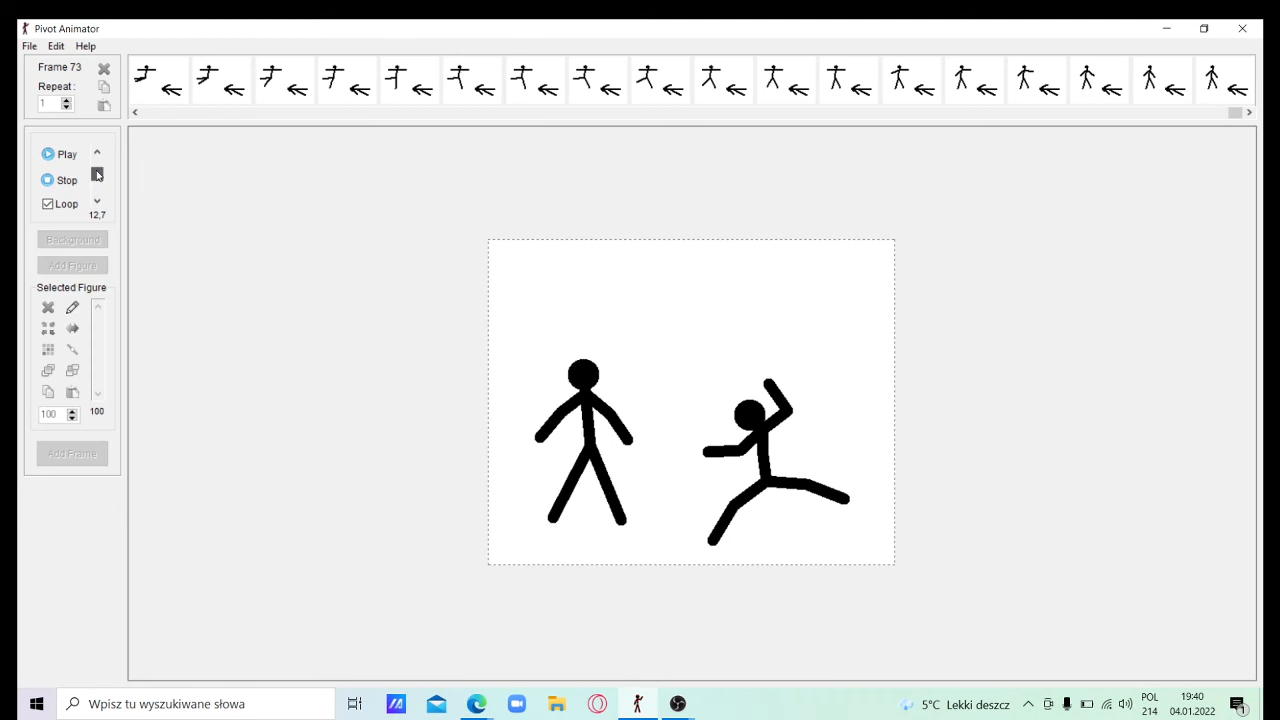 Pivot Animator
File Edit Help
Frame 73
Repeat:
1
Play
Stop
Loop
12,7
Background
Add Figure
Selected Figure
100
100
Add Frame
Wpisz tu wyszukiwane słowa
5°C Lekki deszcz
POL
214
19:40
04.01.2022
1